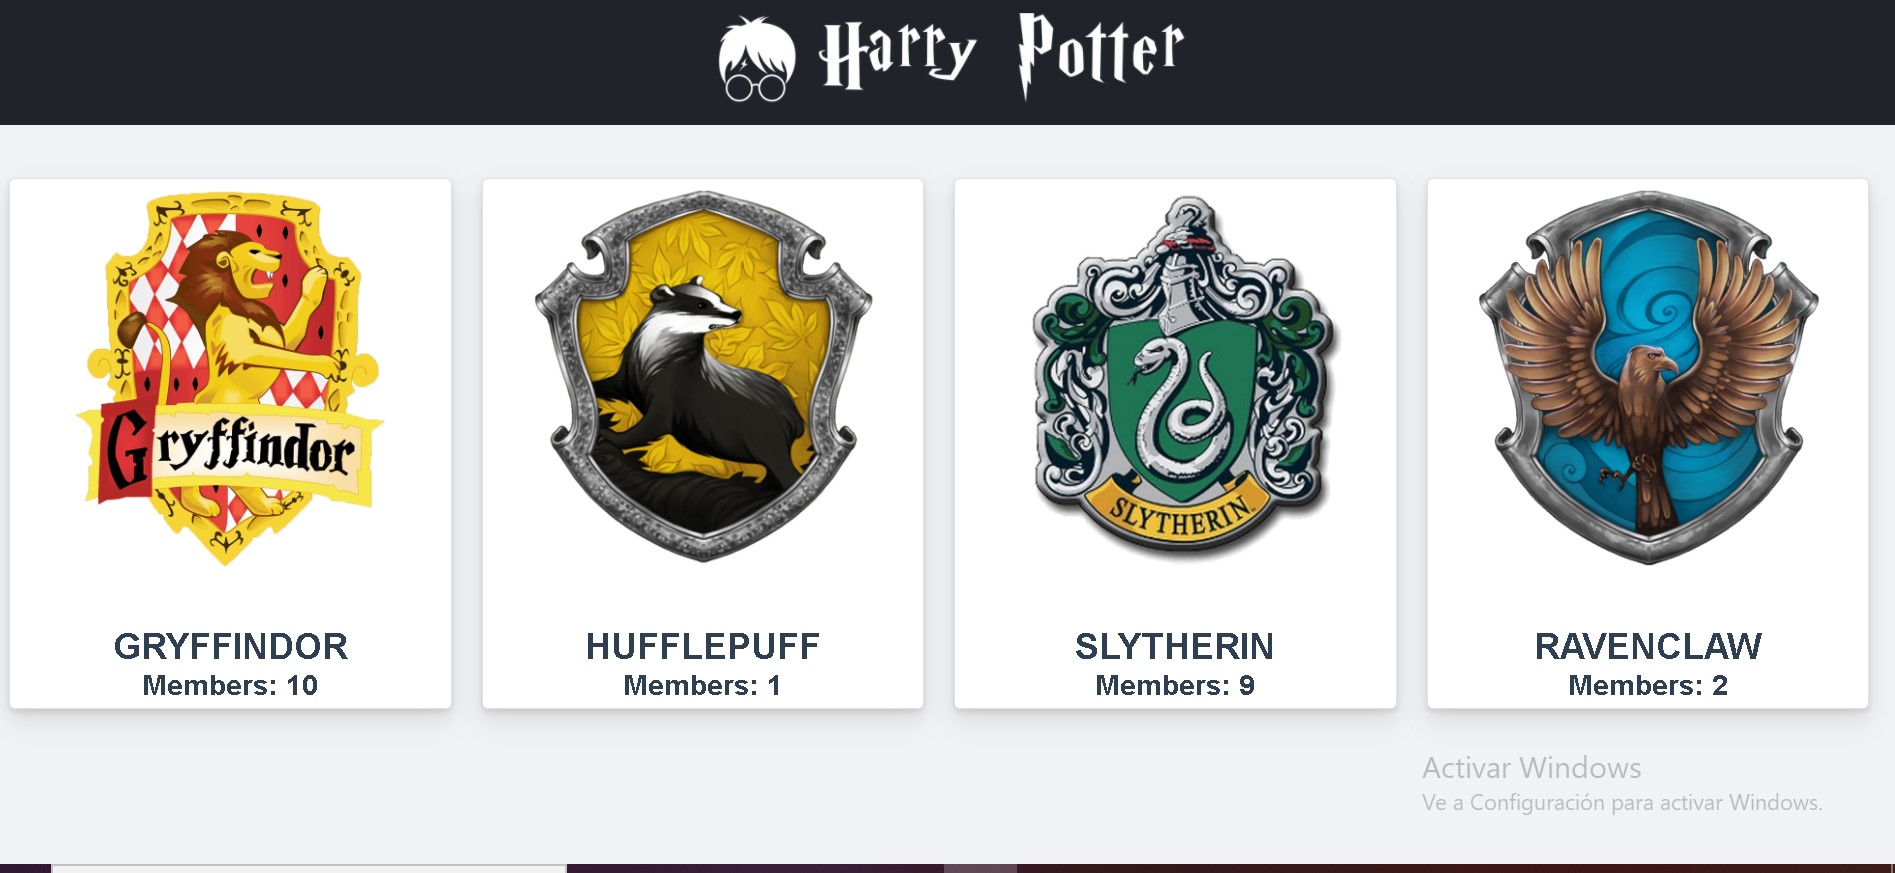 Harry Potter
Gryffindor
SLYTHERIN
GRYFFINDOR
Members: 10
HUFFLEPUFF
Members: 1
SLYTHERIN
Members: 9
RAVENCLAW
Members: 2
Activar Windows
Ve a Configuración para activar Windows.